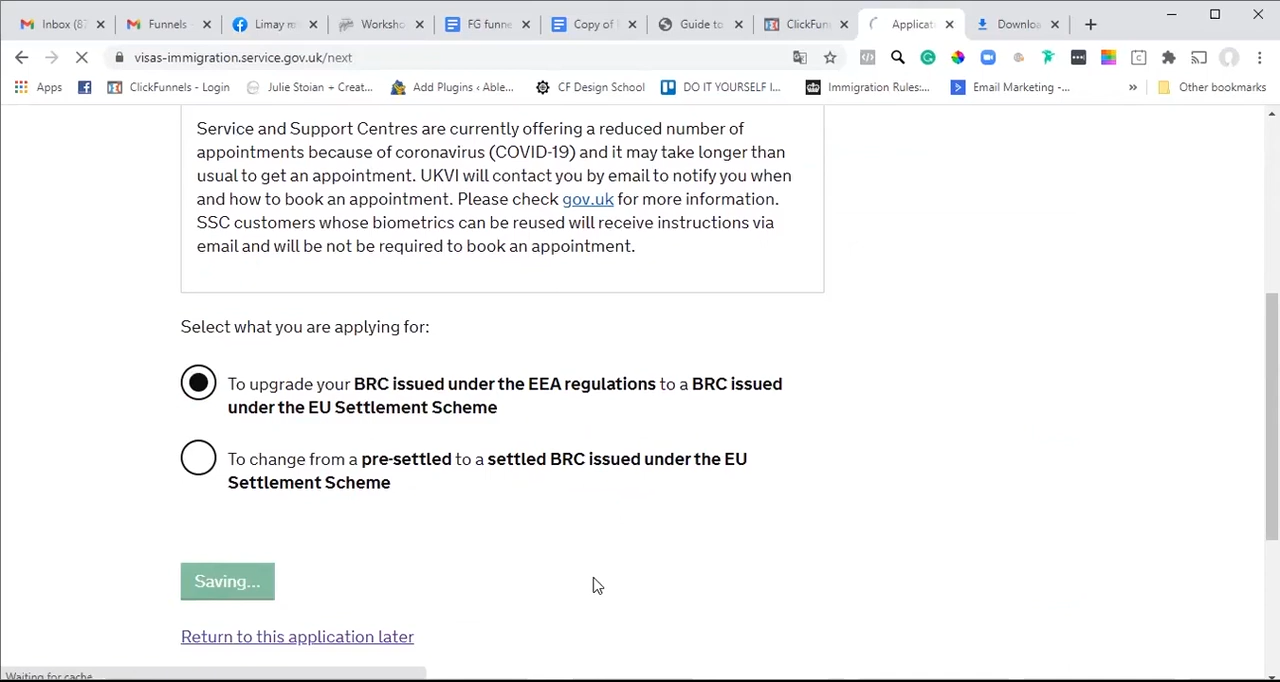 Inbox (87
Funnels -
Limay m
Worksho
FG funne
Copy of
Guide to
ClickFun
Applicat
Downloa
visas-immigration.service.gov.uk/next
Apps
ClickFunnels - Login
Julie Stoian + Creat...
Add Plugins ‹ Able...
CF Design School
DO IT YOURSELF I...
Immigration Rules:...
Email Marketing -...
»
Other bookmarks
Service and Support Centres are currently offering a reduced number of
appointments because of coronavirus (COVID-19) and it may take longer than
usual to get an appointment. UKVI will contact you by email to notify you when
and how to book an appointment. Please check gov.uk for more information.
SSC customers whose biometrics can be reused will receive instructions via
email and will be not be required to book an appointment.
Select what you are applying for:
To upgrade your BRC issued under the EEA regulations to a BRC issued
under the EU Settlement Scheme
To change from a pre-settled to a settled BRC issued under the EU
Settlement Scheme
Saving...
Return to this application later
Waiting for cache...